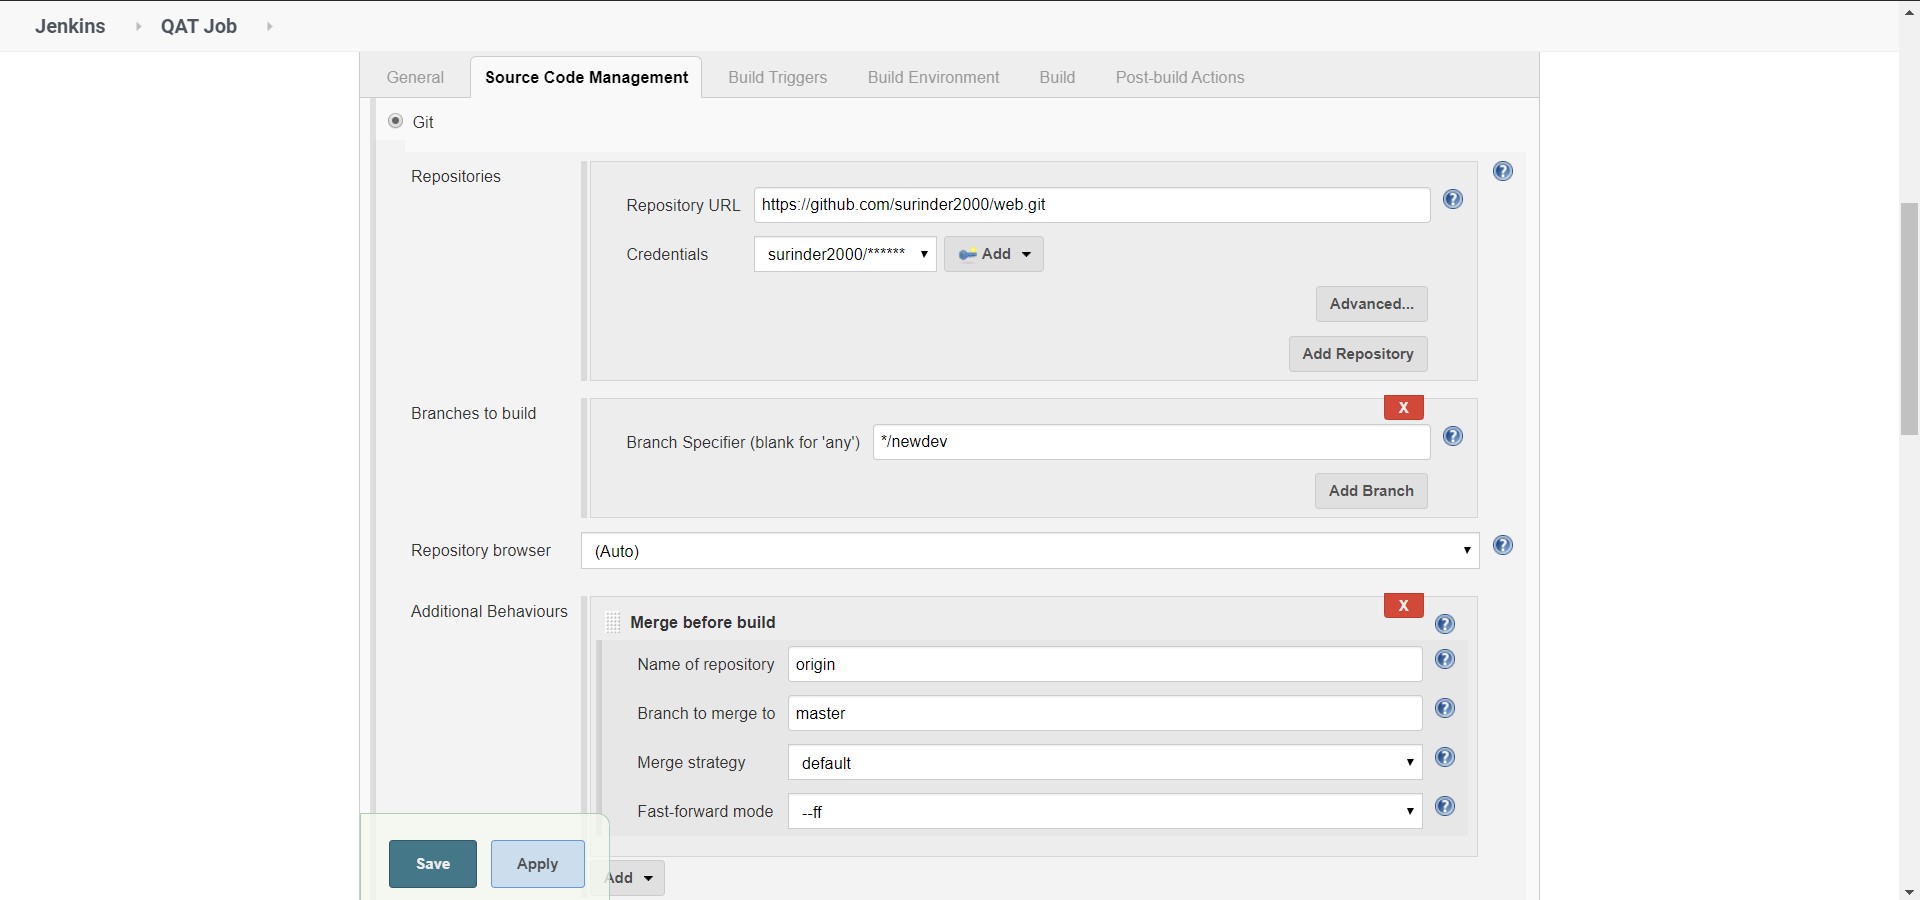 Jenkins QAT Job
General Source Code Management Build Triggers Build Environment Build Post-build Actions
Git
Repositories
Repository URL https://github.com/surinder2000/web.git
Credentials surinder2000/****** Add
Advanced...
Add Repository
Branches to build
X
Branch Specifier (blank for 'any') */newdev
Add Branch
Repository browser (Auto)
Additional Behaviours
X
Merge before build
Name of repository origin
Branch to merge to master
Merge strategy default
Fast-forward mode --ff
Save Apply Add